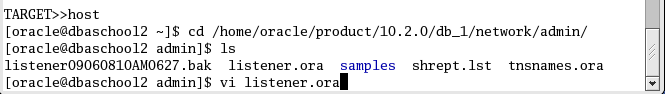 TARGET>>host
[oracle@dbaschool2 ~]$ cd /home/oracle/product/10.2.0/db_1/network/admin/
[oracle@dbaschool2 admin]$ ls
listener09060810AM0627.bak listener.ora samples shrept.lst tnsnames.ora
[oracle@dbaschool2 admin]$ vi listener.ora